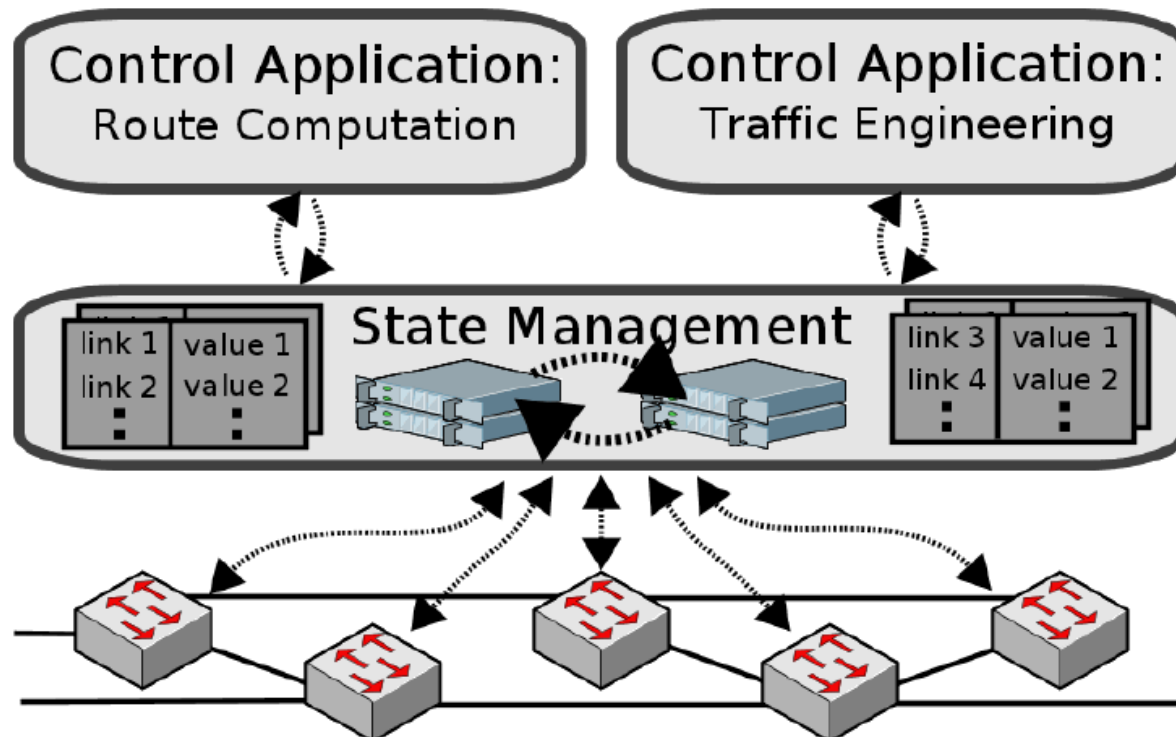 Control Application:
Route Computation
Control Application:
Traffic Engineering
State Management
link 1 value 1
link 2 value 2
link 3 value 1
link 4 value 2